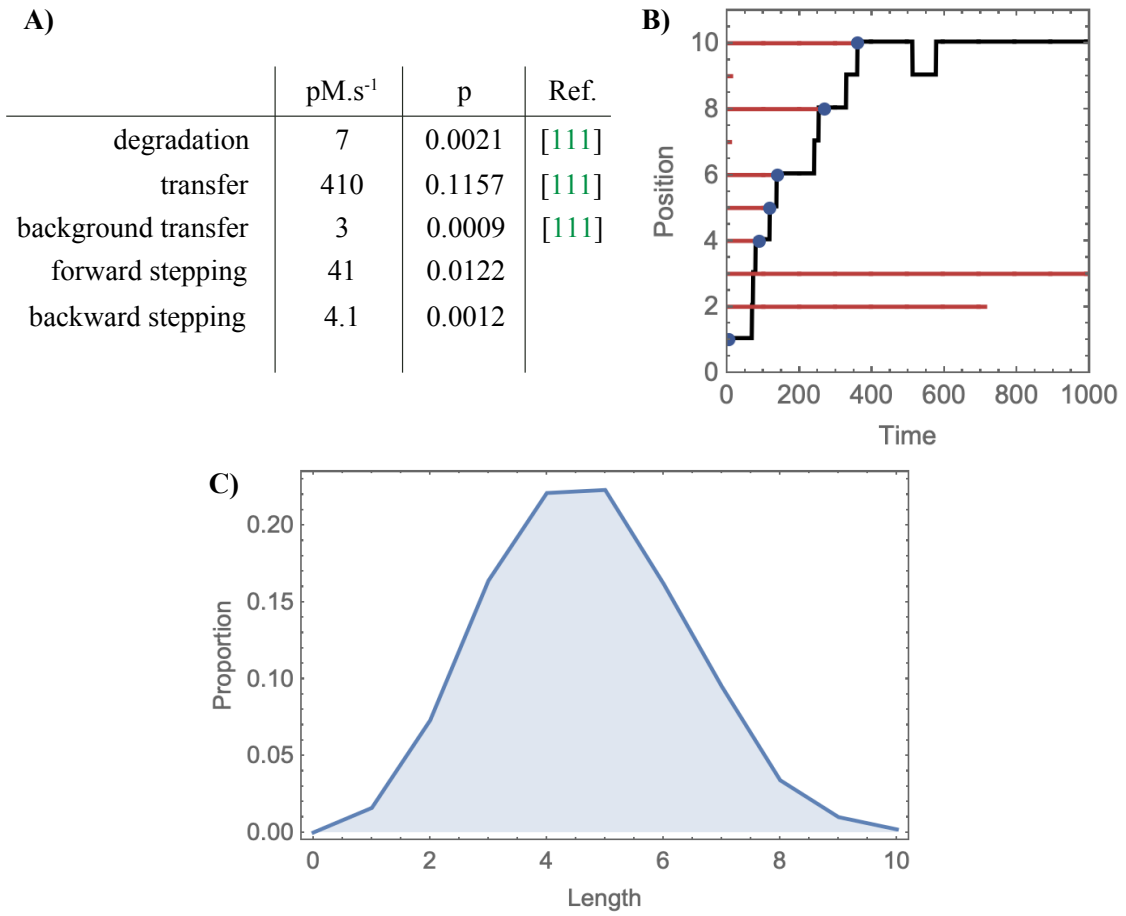 A)
pM.s⁻¹ p Ref.
degradation 7 0.0021 [111]
transfer 410 0.1157 [111]
background transfer 3 0.0009 [111]
forward stepping 41 0.0122
backward stepping 4.1 0.0012
B)
10
8
6
4
2
0
Position
0 200 400 600 800 1000
Time
C)
0.20
0.15
0.10
0.05
0.00
Proportion
0 2 4 6 8 10
Length